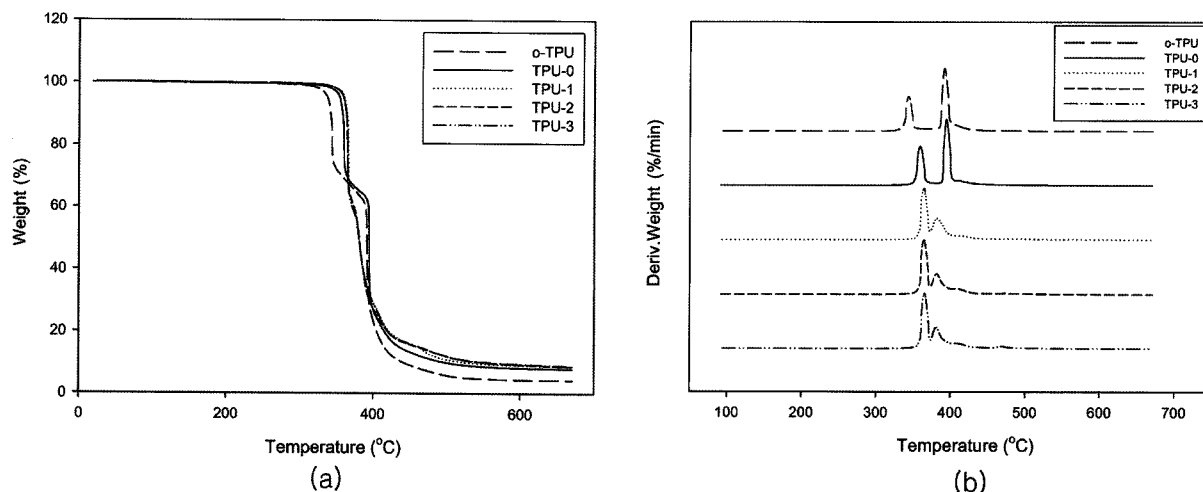 120
100
80
60
40
20
0
Weight (%)
o-TPU
TPU-0
TPU-1
TPU-2
TPU-3
0 200 400 600
Temperature (°C)
(a)
Deriv.Weight (%/min)
o-TPU
TPU-0
TPU-1
TPU-2
TPU-3
100 200 300 400 500 600 700
Temperature (°C)
(b)